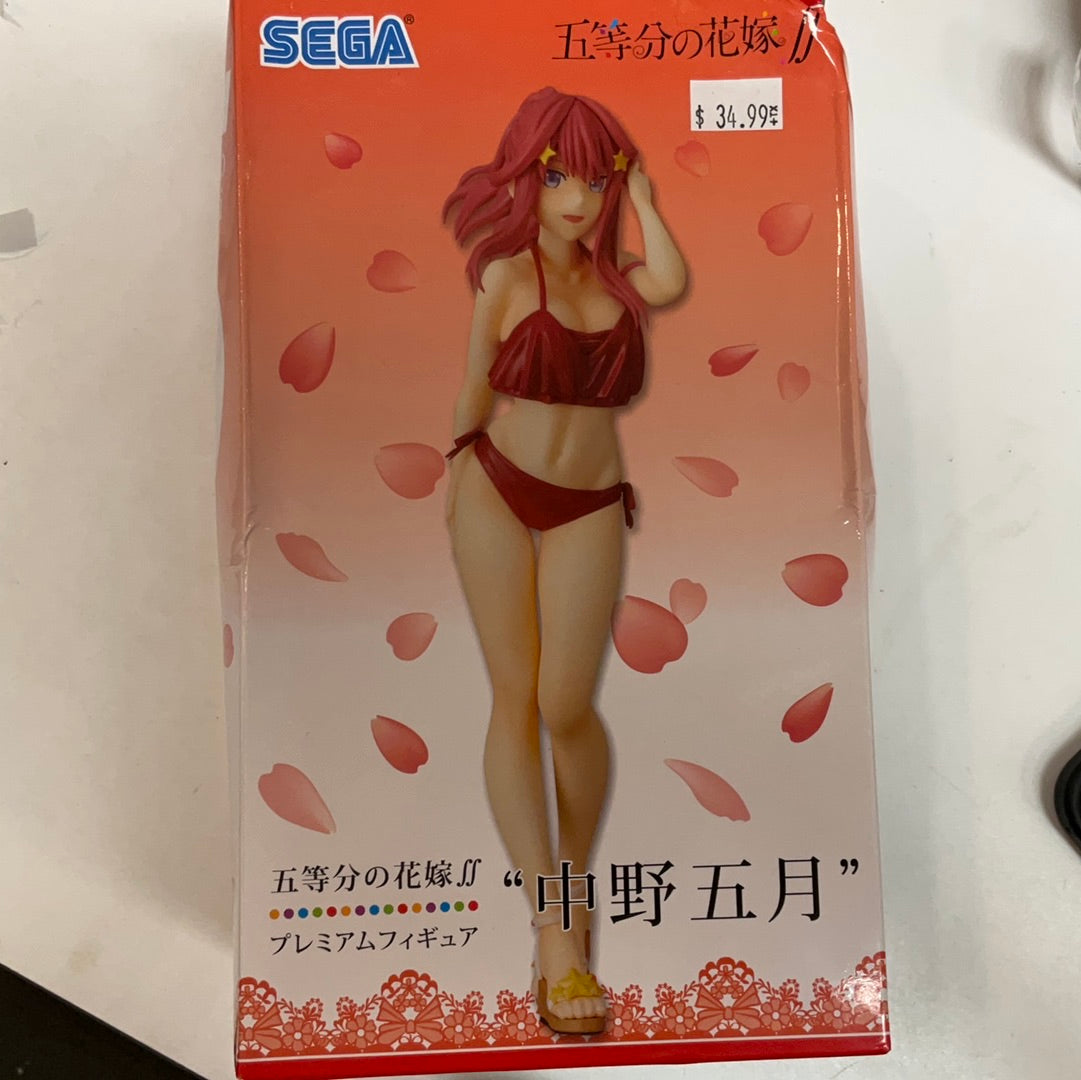 SEGA®
五等分の花嫁∬
$ 34.99
五等分の花嫁∬
プレミアムフィギュア
“中野五月”